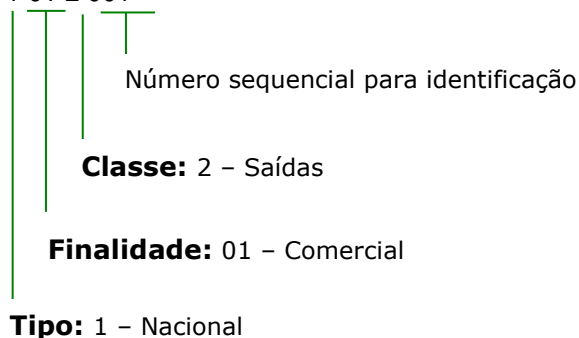 Número sequencial para identificação
Classe: 2 – Saídas
Finalidade: 01 – Comercial
Tipo: 1 – Nacional